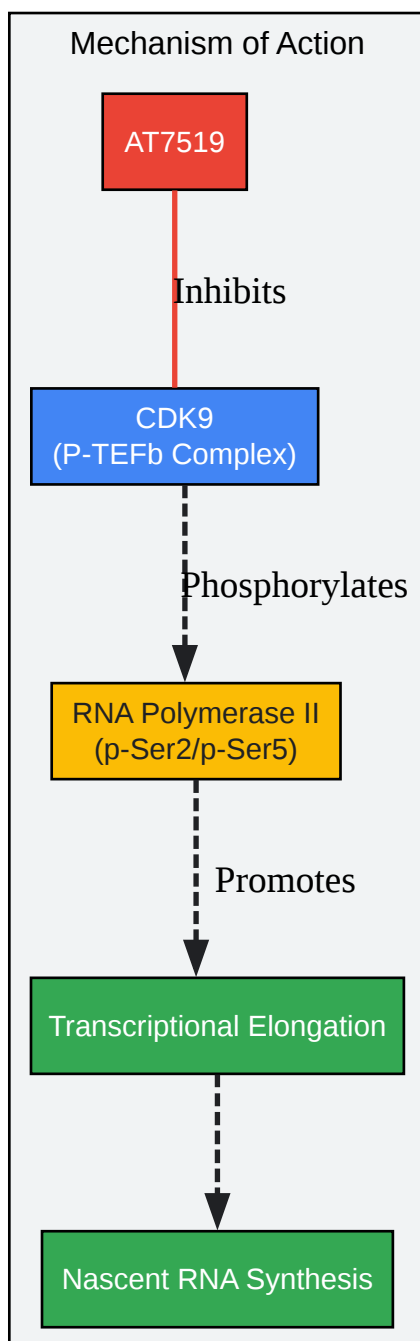 Mechanism of Action
AT7519
Inhibits
CDK9
(P-TEFb Complex)
Phosphorylates
RNA Polymerase II
(p-Ser2/p-Ser5)
Promotes
Transcriptional Elongation
Nascent RNA Synthesis